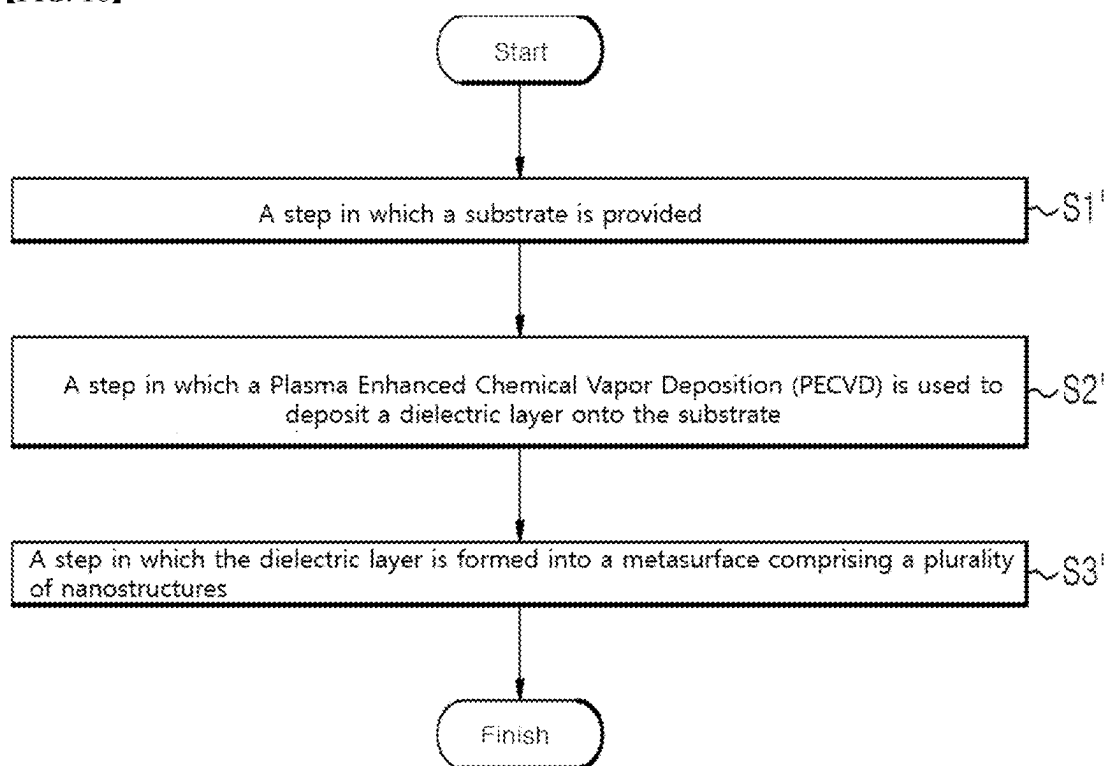 Start
A step in which a substrate is provided
S1'
A step in which a Plasma Enhanced Chemical Vapor Deposition (PECVD) is used to
deposit a dielectric layer onto the substrate
S2'
A step in which the dielectric layer is formed into a metasurface comprising a plurality
of nanostructures
S3'
Finish